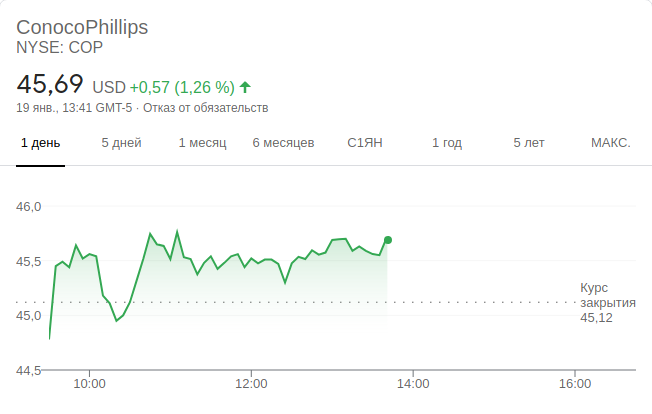 ConocoPhillips
NYSE: COP
45,69 USD +0,57 (1,26 %)
19 янв., 13:41 GMT-5 · Отказ от обязательств
1 день 5 дней 1 месяц 6 месяцев С1ЯН 1 год 5 лет МАКС.
46,0
45,5
Курс
закрытия
45,12
45,0
44,5
10:00 12:00 14:00 16:00